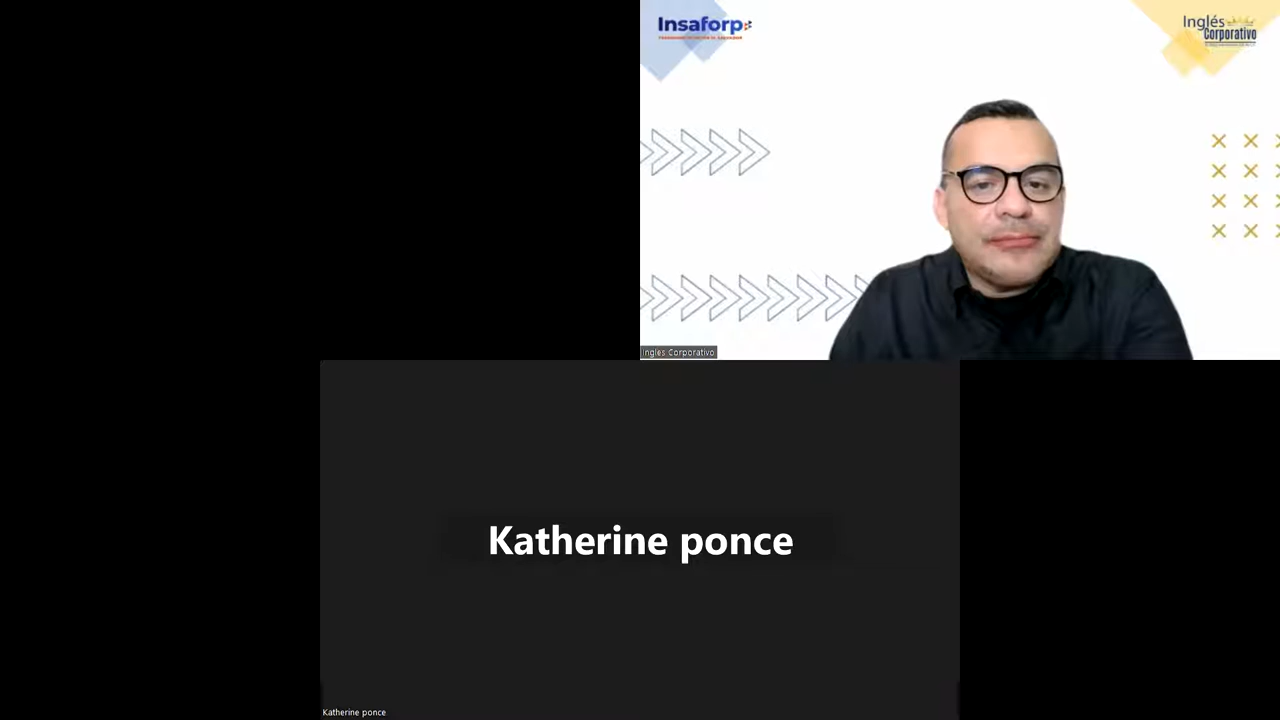 Insaforp
Inglés
Corporativo
Ingles Corporativo
Katherine ponce
Katherine ponce